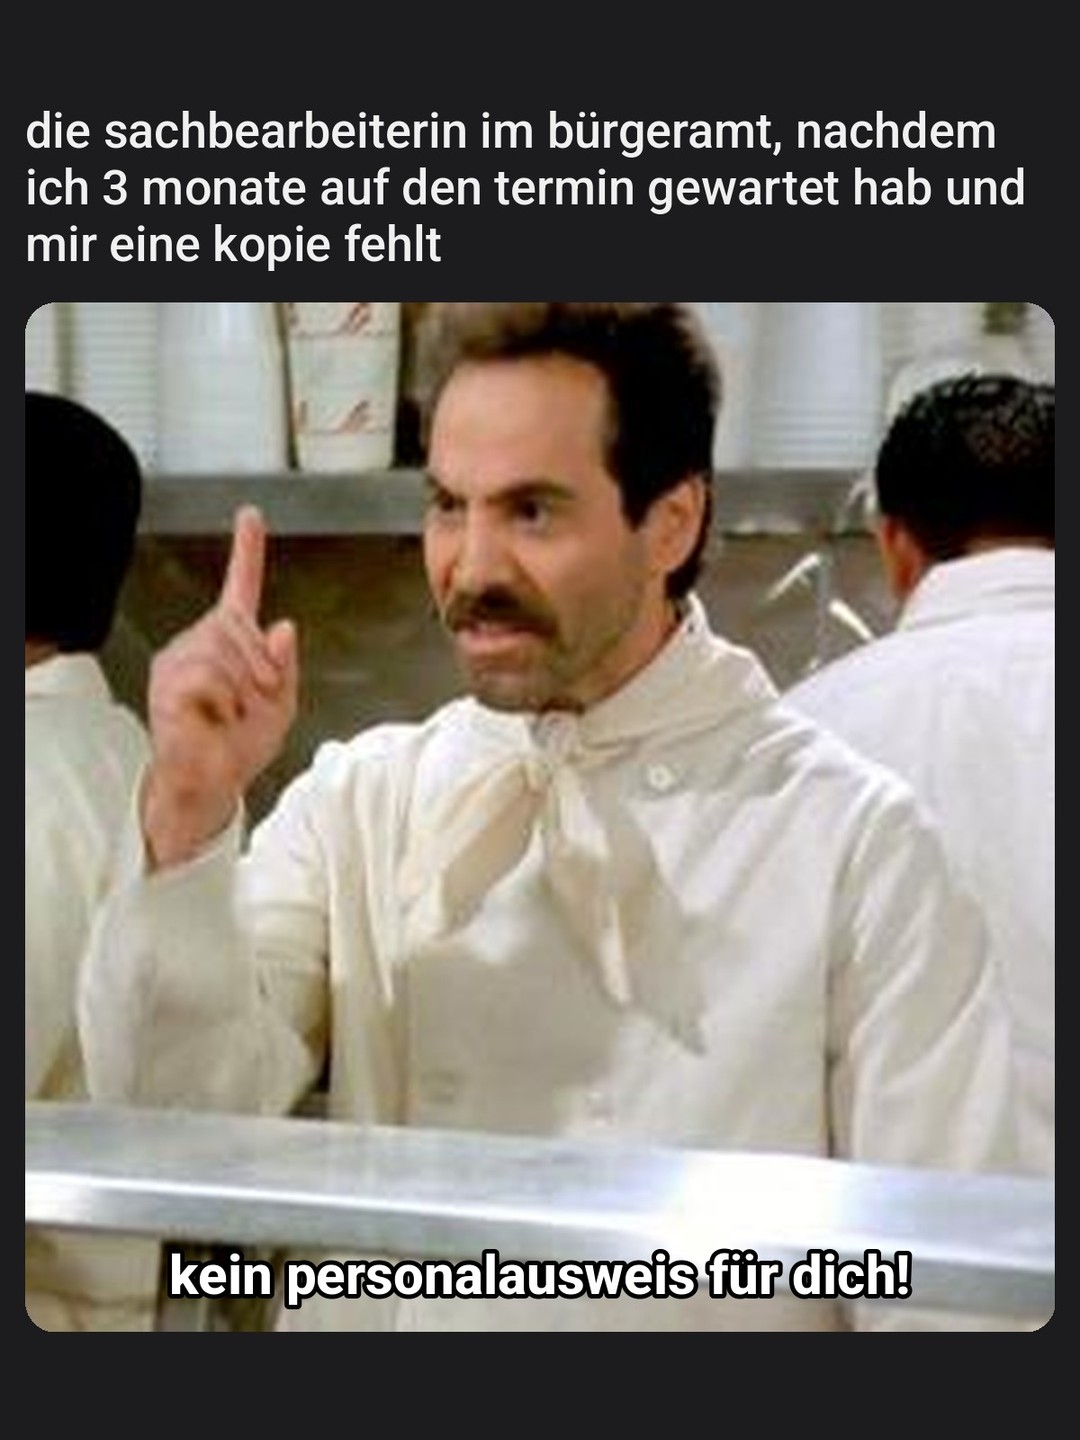 die sachbearbeiterin im bürgeramt, nachdem
ich 3 monate auf den termin gewartet hab und
mir eine kopie fehlt
kein personalausweis für dich!